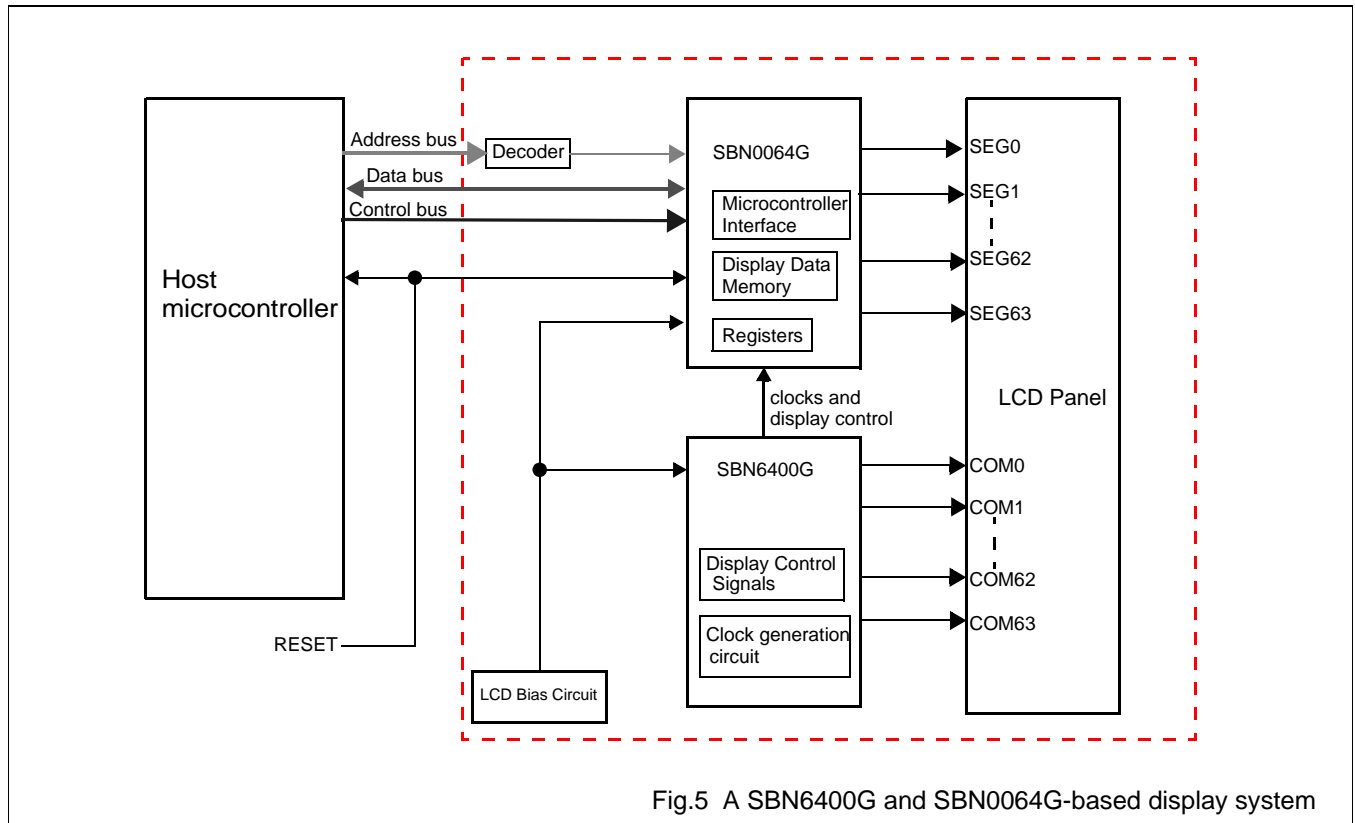 Address bus
Decoder
Data bus
Control bus
Host
microcontroller
RESET
LCD Bias Circuit
SBN0064G
Microcontroller
Interface
Display Data
Memory
Registers
clocks and
display control
SBN6400G
Display Control
Signals
Clock generation
circuit
SEG0
SEG1
SEG62
SEG63
LCD Panel
COM0
COM1
COM62
COM63
Fig.5 A SBN6400G and SBN0064G-based display system